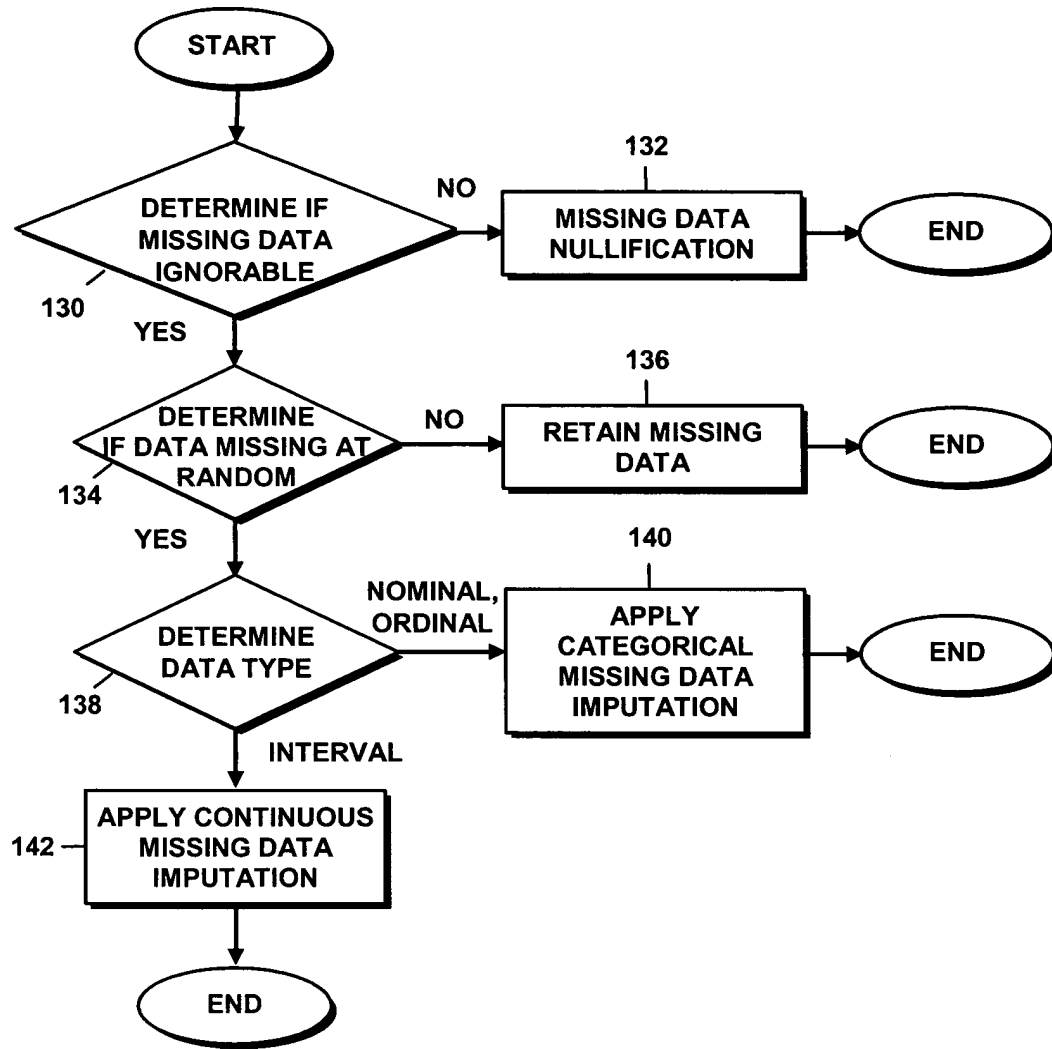 START
DETERMINE IF
MISSING DATA
IGNORABLE
130
NO
132
MISSING DATA
NULLIFICATION
END
YES
DETERMINE
IF DATA MISSING AT
RANDOM
134
NO
136
RETAIN MISSING
DATA
END
YES
DETERMINE
DATA TYPE
138
NOMINAL,
ORDINAL
140
APPLY
CATEGORICAL
MISSING DATA
IMPUTATION
END
INTERVAL
142
APPLY CONTINUOUS
MISSING DATA
IMPUTATION
END